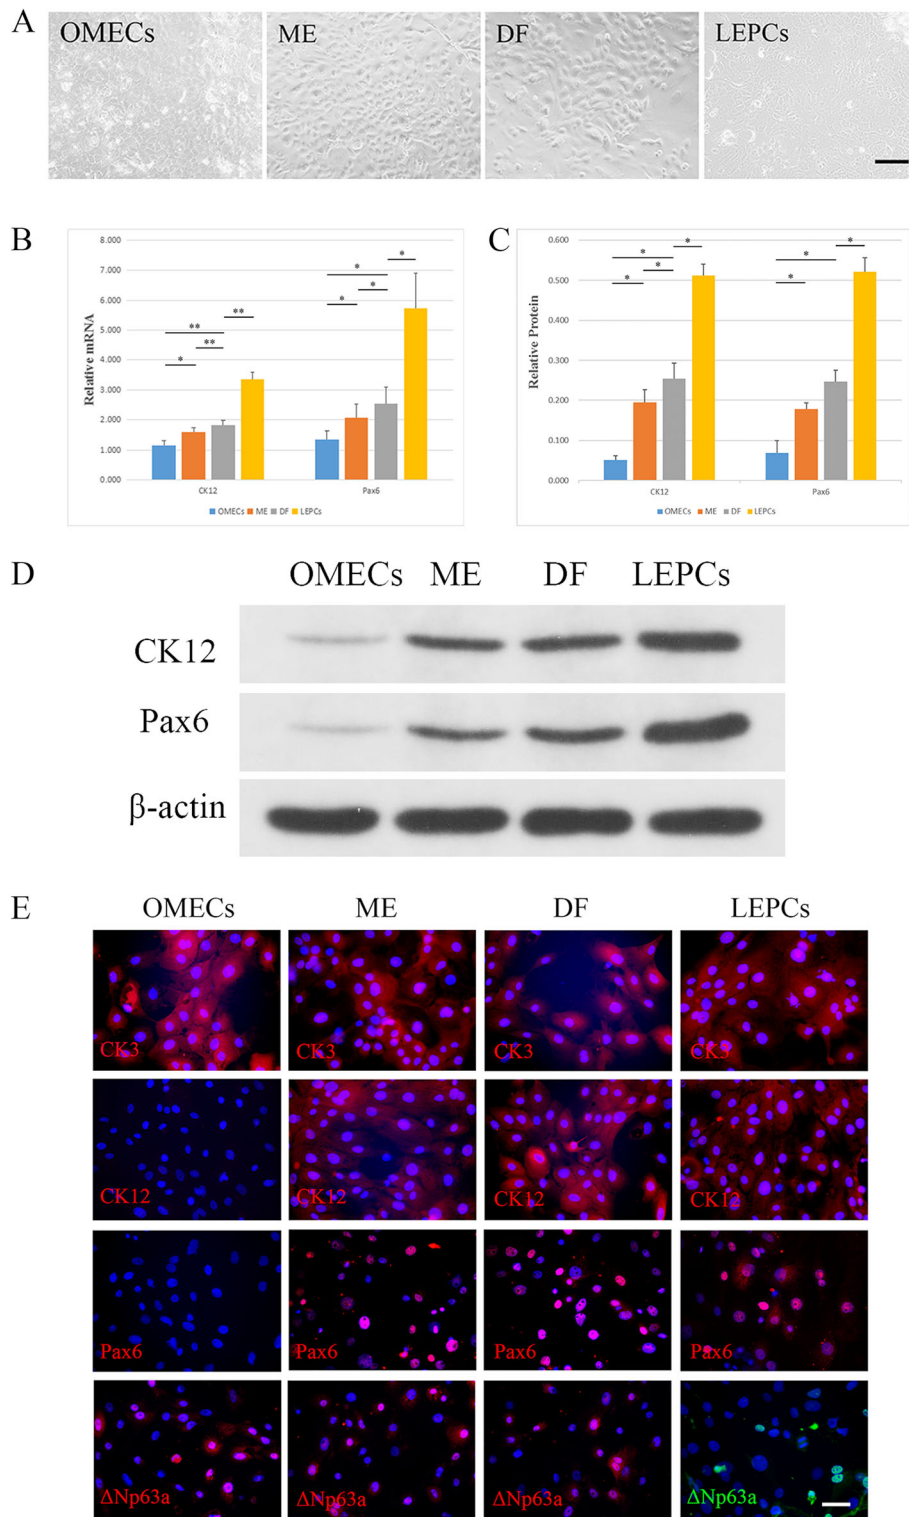 A
OMECs
ME
DF
LEPCs
B
8.000
7.000
6.000
5.000
4.000
3.000
2.000
1.000
0.000
Relative mRNA
*
**
**
**
*
*
*
*
CK12
Pax6
OMECs ME DF LEPCs
C
0.600
0.500
0.400
0.300
0.200
0.100
0.000
Relative Protein
*
*
*
*
*
*
*
CK12
Pax6
OMECs ME DF LEPCs
D
OMECs ME DF LEPCs
CK12
Pax6
β-actin
E
OMECs ME DF LEPCs
CK3 CK3 CK3 CK3
CK12 CK12 CK12 CK12
Pax6 Pax6 Pax6 Pax6
ΔNp63a ΔNp63a ΔNp63a ΔNp63a